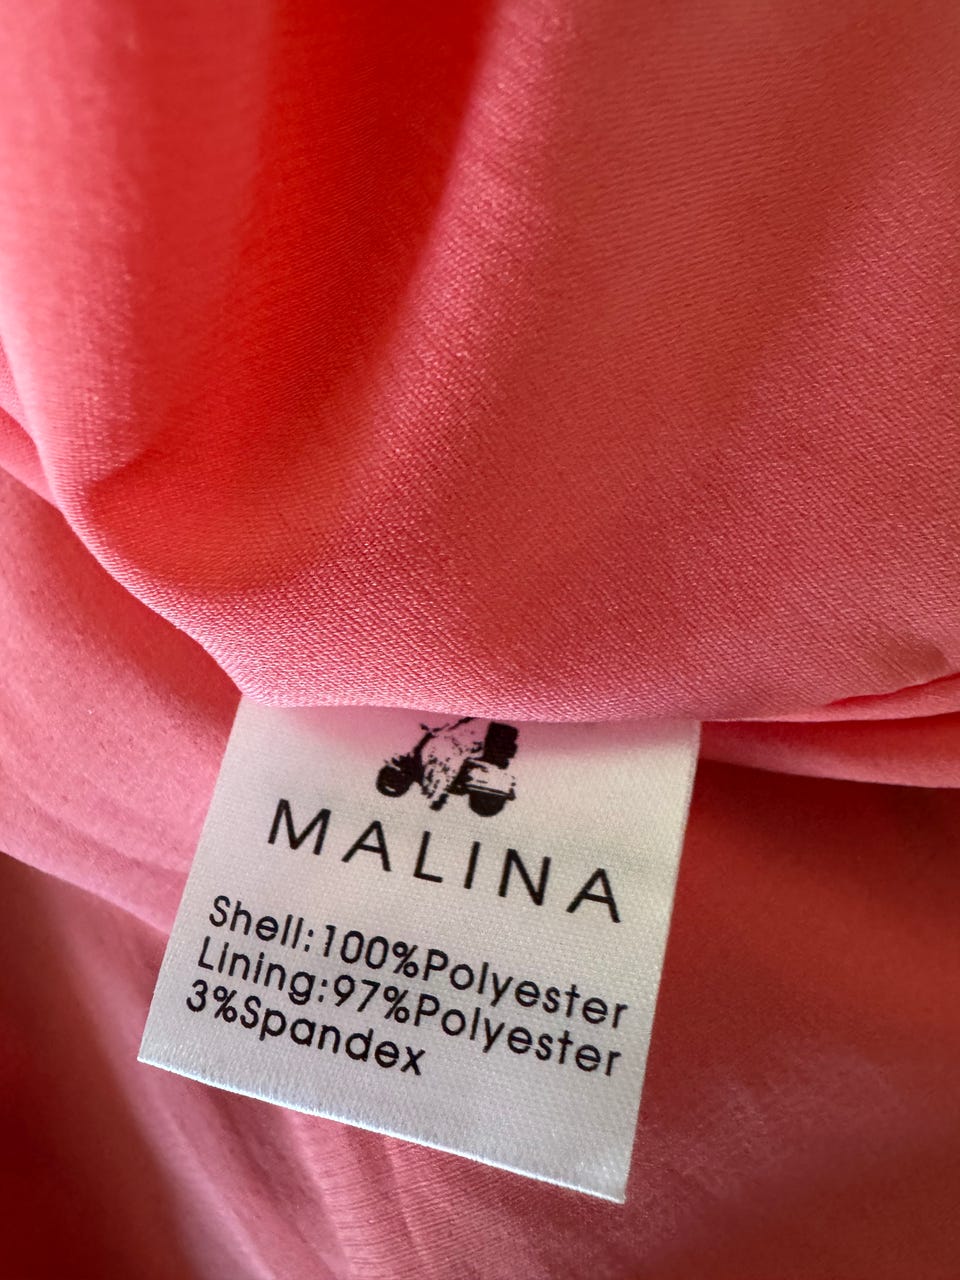 MALINA
Shell:100%Polyester
Lining:97%Polyester
3%Spandex